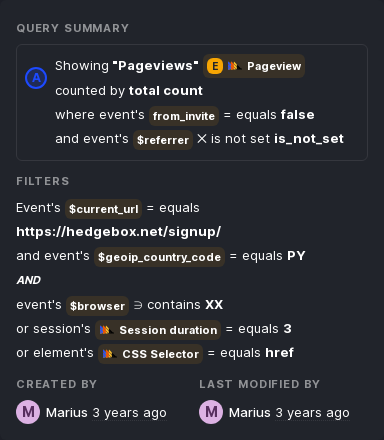 QUERY SUMMARY
A Showing "Pageviews" E Pageview
counted by total count
where event's from_invite = equals false
and event's $referrer ✕ is not set is_not_set
FILTERS
Event's $current_url = equals
https://hedgebox.net/signup/
and event's $geoip_country_code = equals PY
AND
event's $browser ∋ contains XX
or session's Session duration = equals 3
or element's CSS Selector = equals href
CREATED BY LAST MODIFIED BY
M Marius 3 years ago M Marius 3 years ago